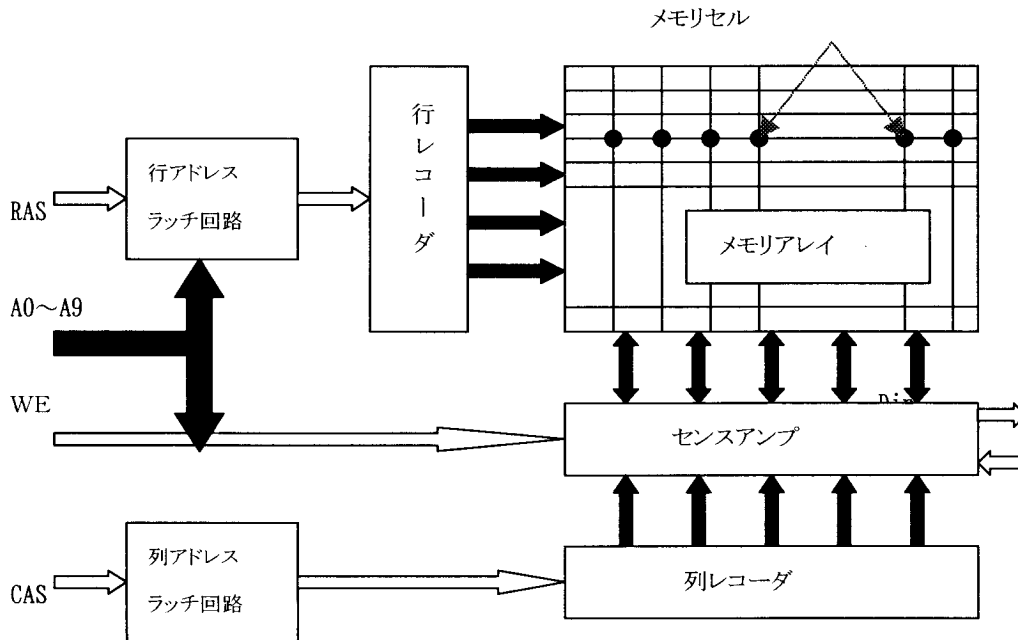 メモリセル
行レコーダ
行アドレス
ラッチ回路
RAS
メモリアレイ
A0～A9
WE
センスアンプ
列アドレス
ラッチ回路
CAS
列レコーダ